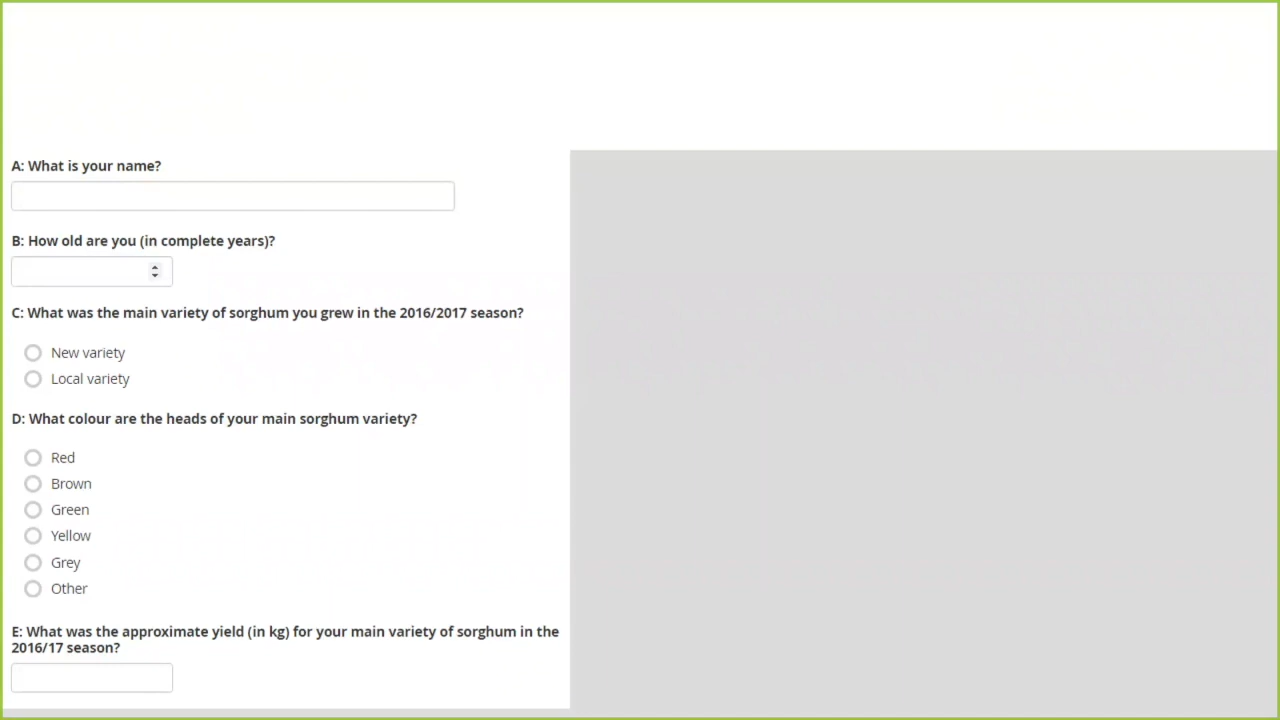 A: What is your name?
B: How old are you (in complete years)?
C: What was the main variety of sorghum you grew in the 2016/2017 season?
New variety
Local variety
D: What colour are the heads of your main sorghum variety?
Red
Brown
Green
Yellow
Grey
Other
E: What was the approximate yield (in kg) for your main variety of sorghum in the
2016/17 season?